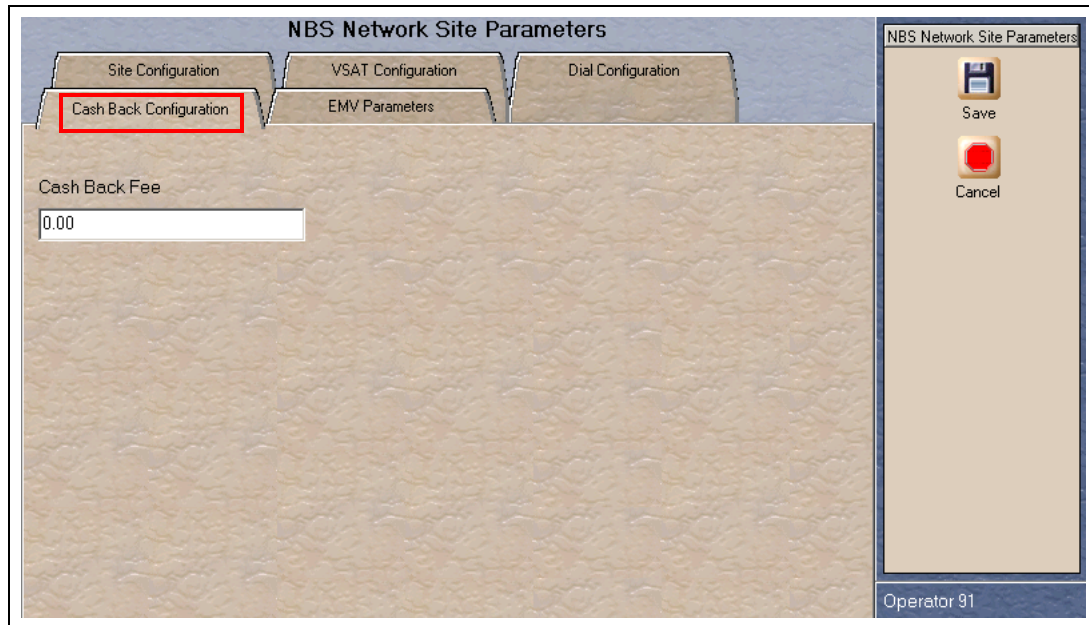 NBS Network Site Parameters
Site Configuration
VSAT Configuration
Dial Configuration
Cash Back Configuration
EMV Parameters
Cash Back Fee
0.00
NBS Network Site Parameters
Save
Cancel
Operator 91